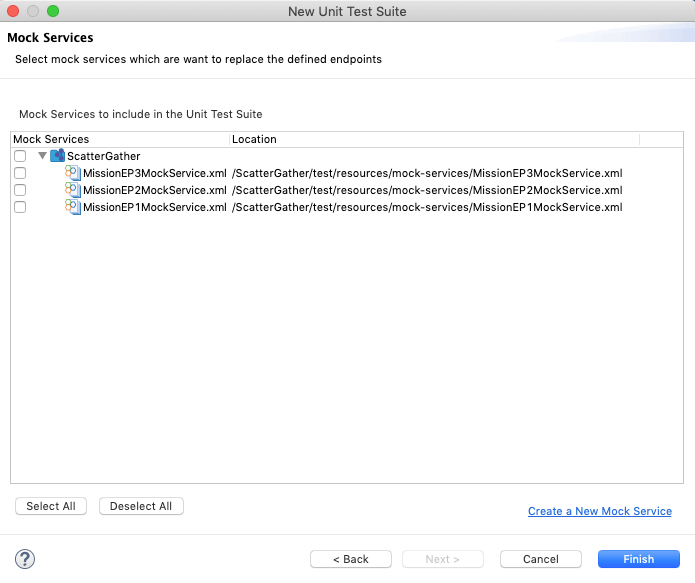 New Unit Test Suite
Mock Services
Select mock services which are want to replace the defined endpoints
Mock Services to include in the Unit Test Suite
Mock Services Location
ScatterGather
MissionEP3MockService.xml /ScatterGather/test/resources/mock-services/MissionEP3MockService.xml
MissionEP2MockService.xml /ScatterGather/test/resources/mock-services/MissionEP2MockService.xml
MissionEP1MockService.xml /ScatterGather/test/resources/mock-services/MissionEP1MockService.xml
Select All Deselect All Create a New Mock Service
? < Back Next > Cancel Finish